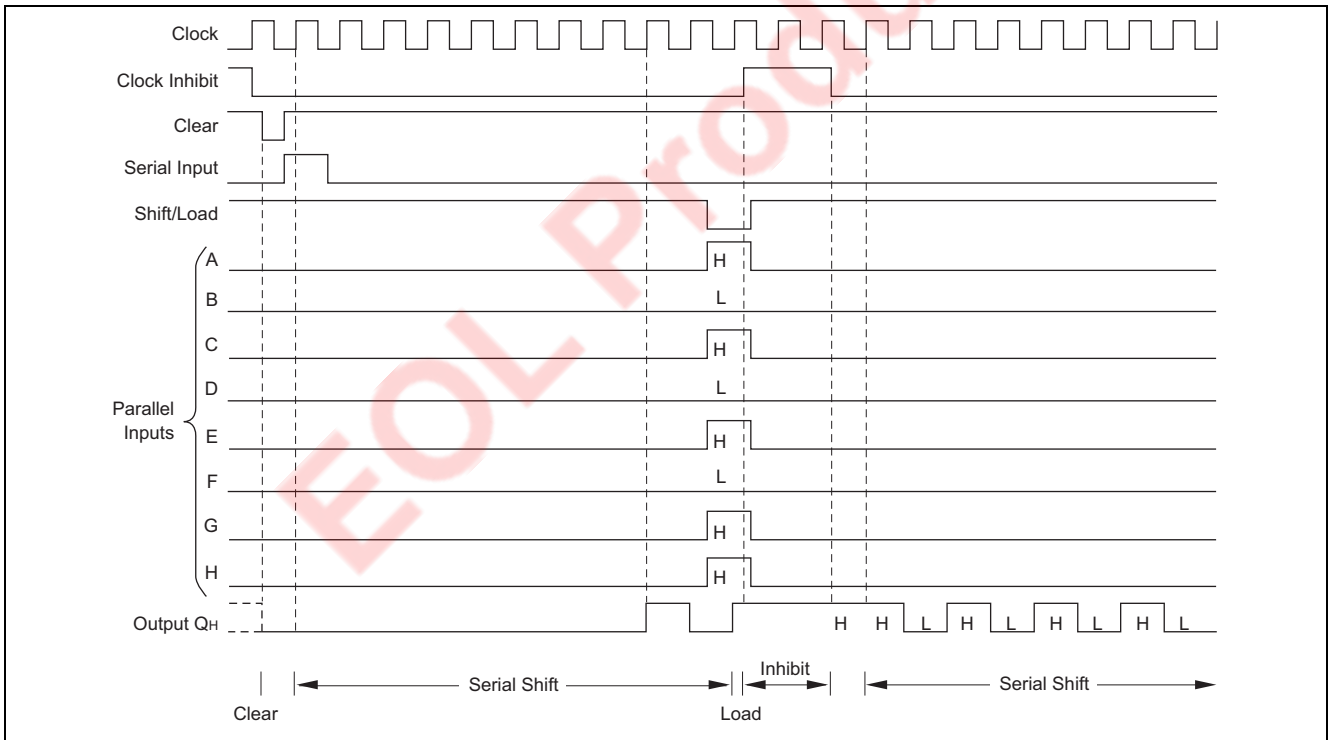 Clock
Clock Inhibit
Clear
Serial Input
Shift/Load
Parallel
Inputs
A
H
B
L
C
H
D
L
E
H
F
L
G
H
H
H
Output QH
H H L H L H L H L
Serial Shift
Inhibit
Serial Shift
Clear
Load
EOL Produ